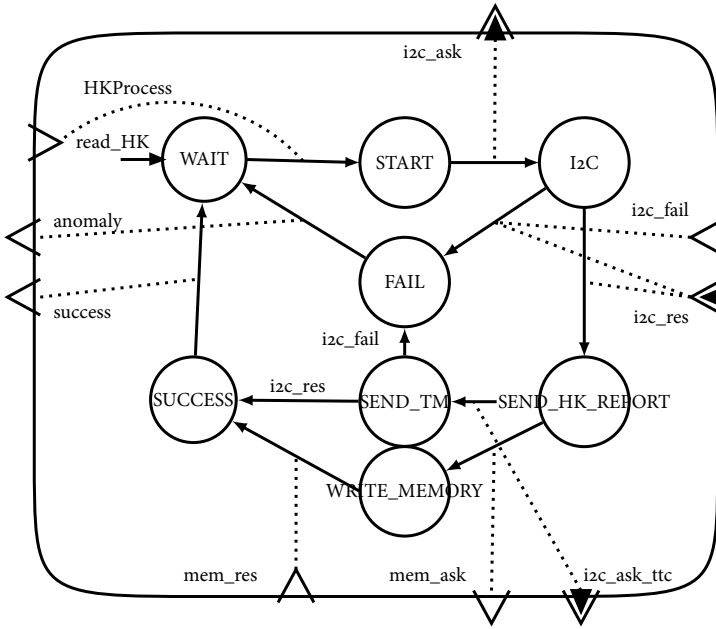 i2c_ask
HKProcess
read_HK
WAIT
START
I2C
anomaly
i2c_fail
FAIL
success
i2c_res
i2c_fail
i2c_res
SUCCESS
SEND_TM
SEND_HK_REPORT
WRITE_MEMORY
mem_res
mem_ask
i2c_ask_ttc